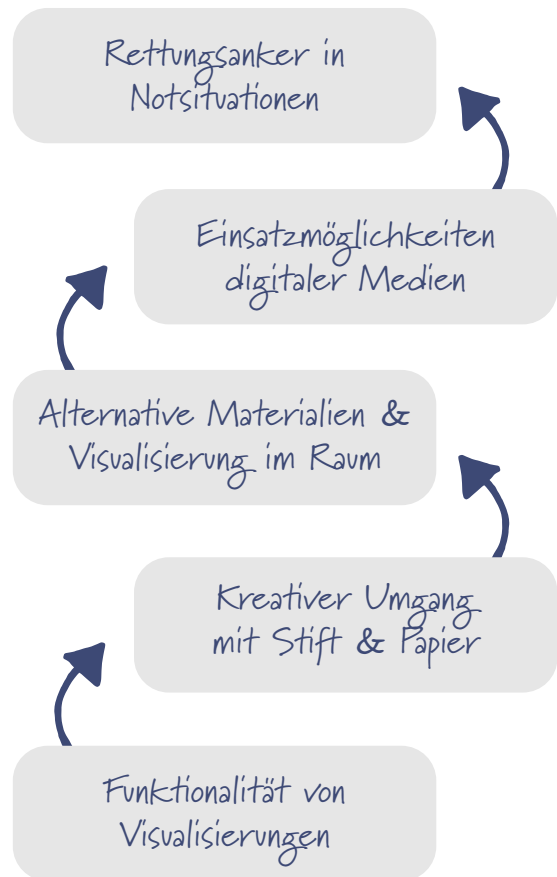 Rettungsanker in
Notsituationen
Einsatzmöglichkeiten
digitaler Medien
Alternative Materialien &
Visualisierung im Raum
Kreativer Umgang
mit Stift & Papier
Funktionalität von
Visualisierungen